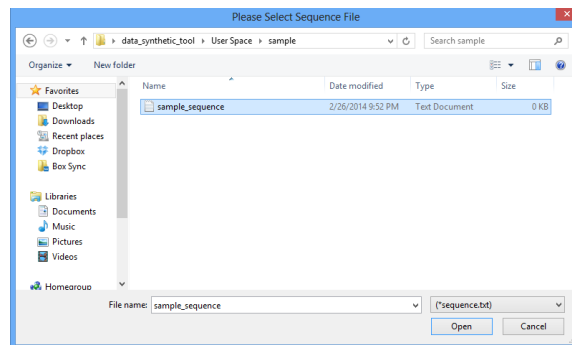 Please Select Sequence File
data_synthetic_tool User Space sample Search sample
Organize New folder
Name Date modified Type Size
sample_sequence 2/26/2014 9:52 PM Text Document 0 KB
Favorites
Desktop
Downloads
Recent places
Dropbox
Box Sync
Libraries
Documents
Music
Pictures
Videos
Homegroup
File name: sample_sequence (*sequence.txt)
Open Cancel